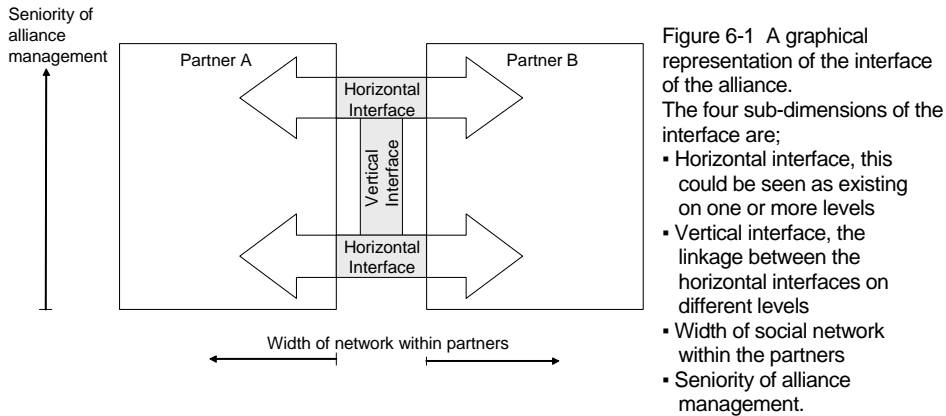 Seniority of
alliance
management
Partner A
Partner B
Horizontal
Interface
Vertical
Interface
Horizontal
Interface
Width of network within partners
Figure 6-1 A graphical
representation of the interface
of the alliance.
The four sub-dimensions of the
interface are;
▪ Horizontal interface, this
could be seen as existing
on one or more levels
▪ Vertical interface, the
linkage between the
horizontal interfaces on
different levels
▪ Width of social network
within the partners
▪ Seniority of alliance
management.